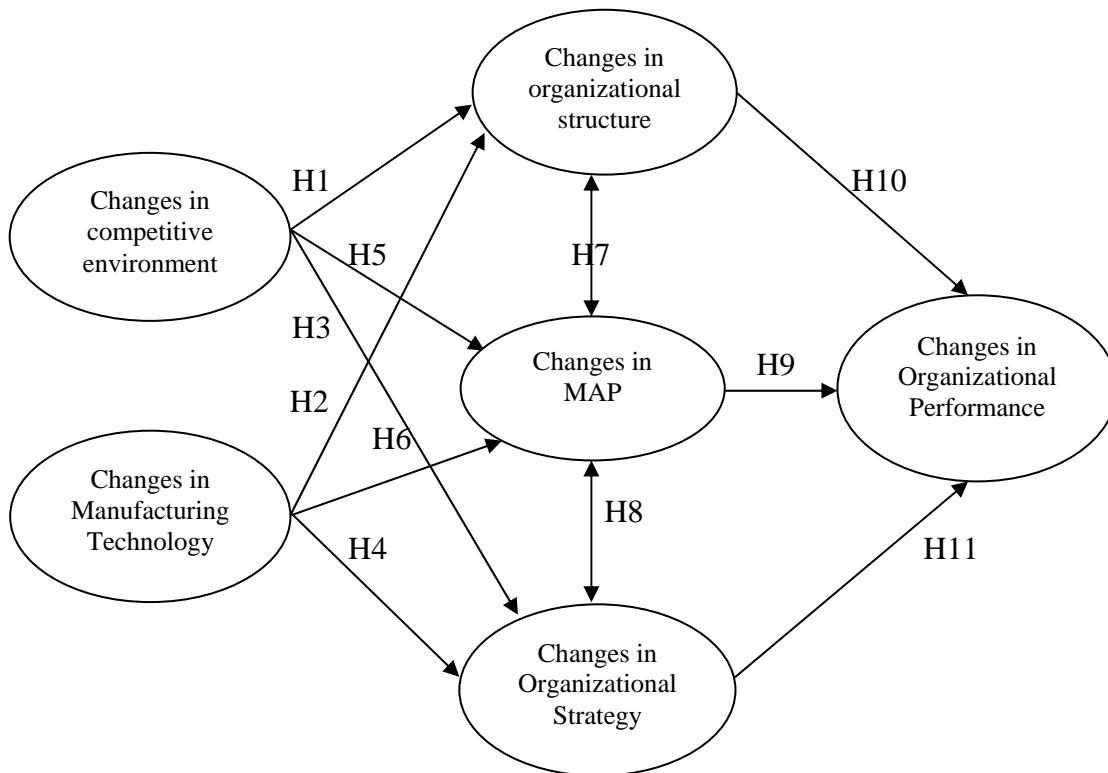 Changes in
organizational
structure
H1
H10
Changes in
competitive
environment
H5
H7
H3
Changes in
MAP
H9
Changes in
Organizational
Performance
H2
H6
Changes in
Manufacturing
Technology
H4
H8
H11
Changes in
Organizational
Strategy